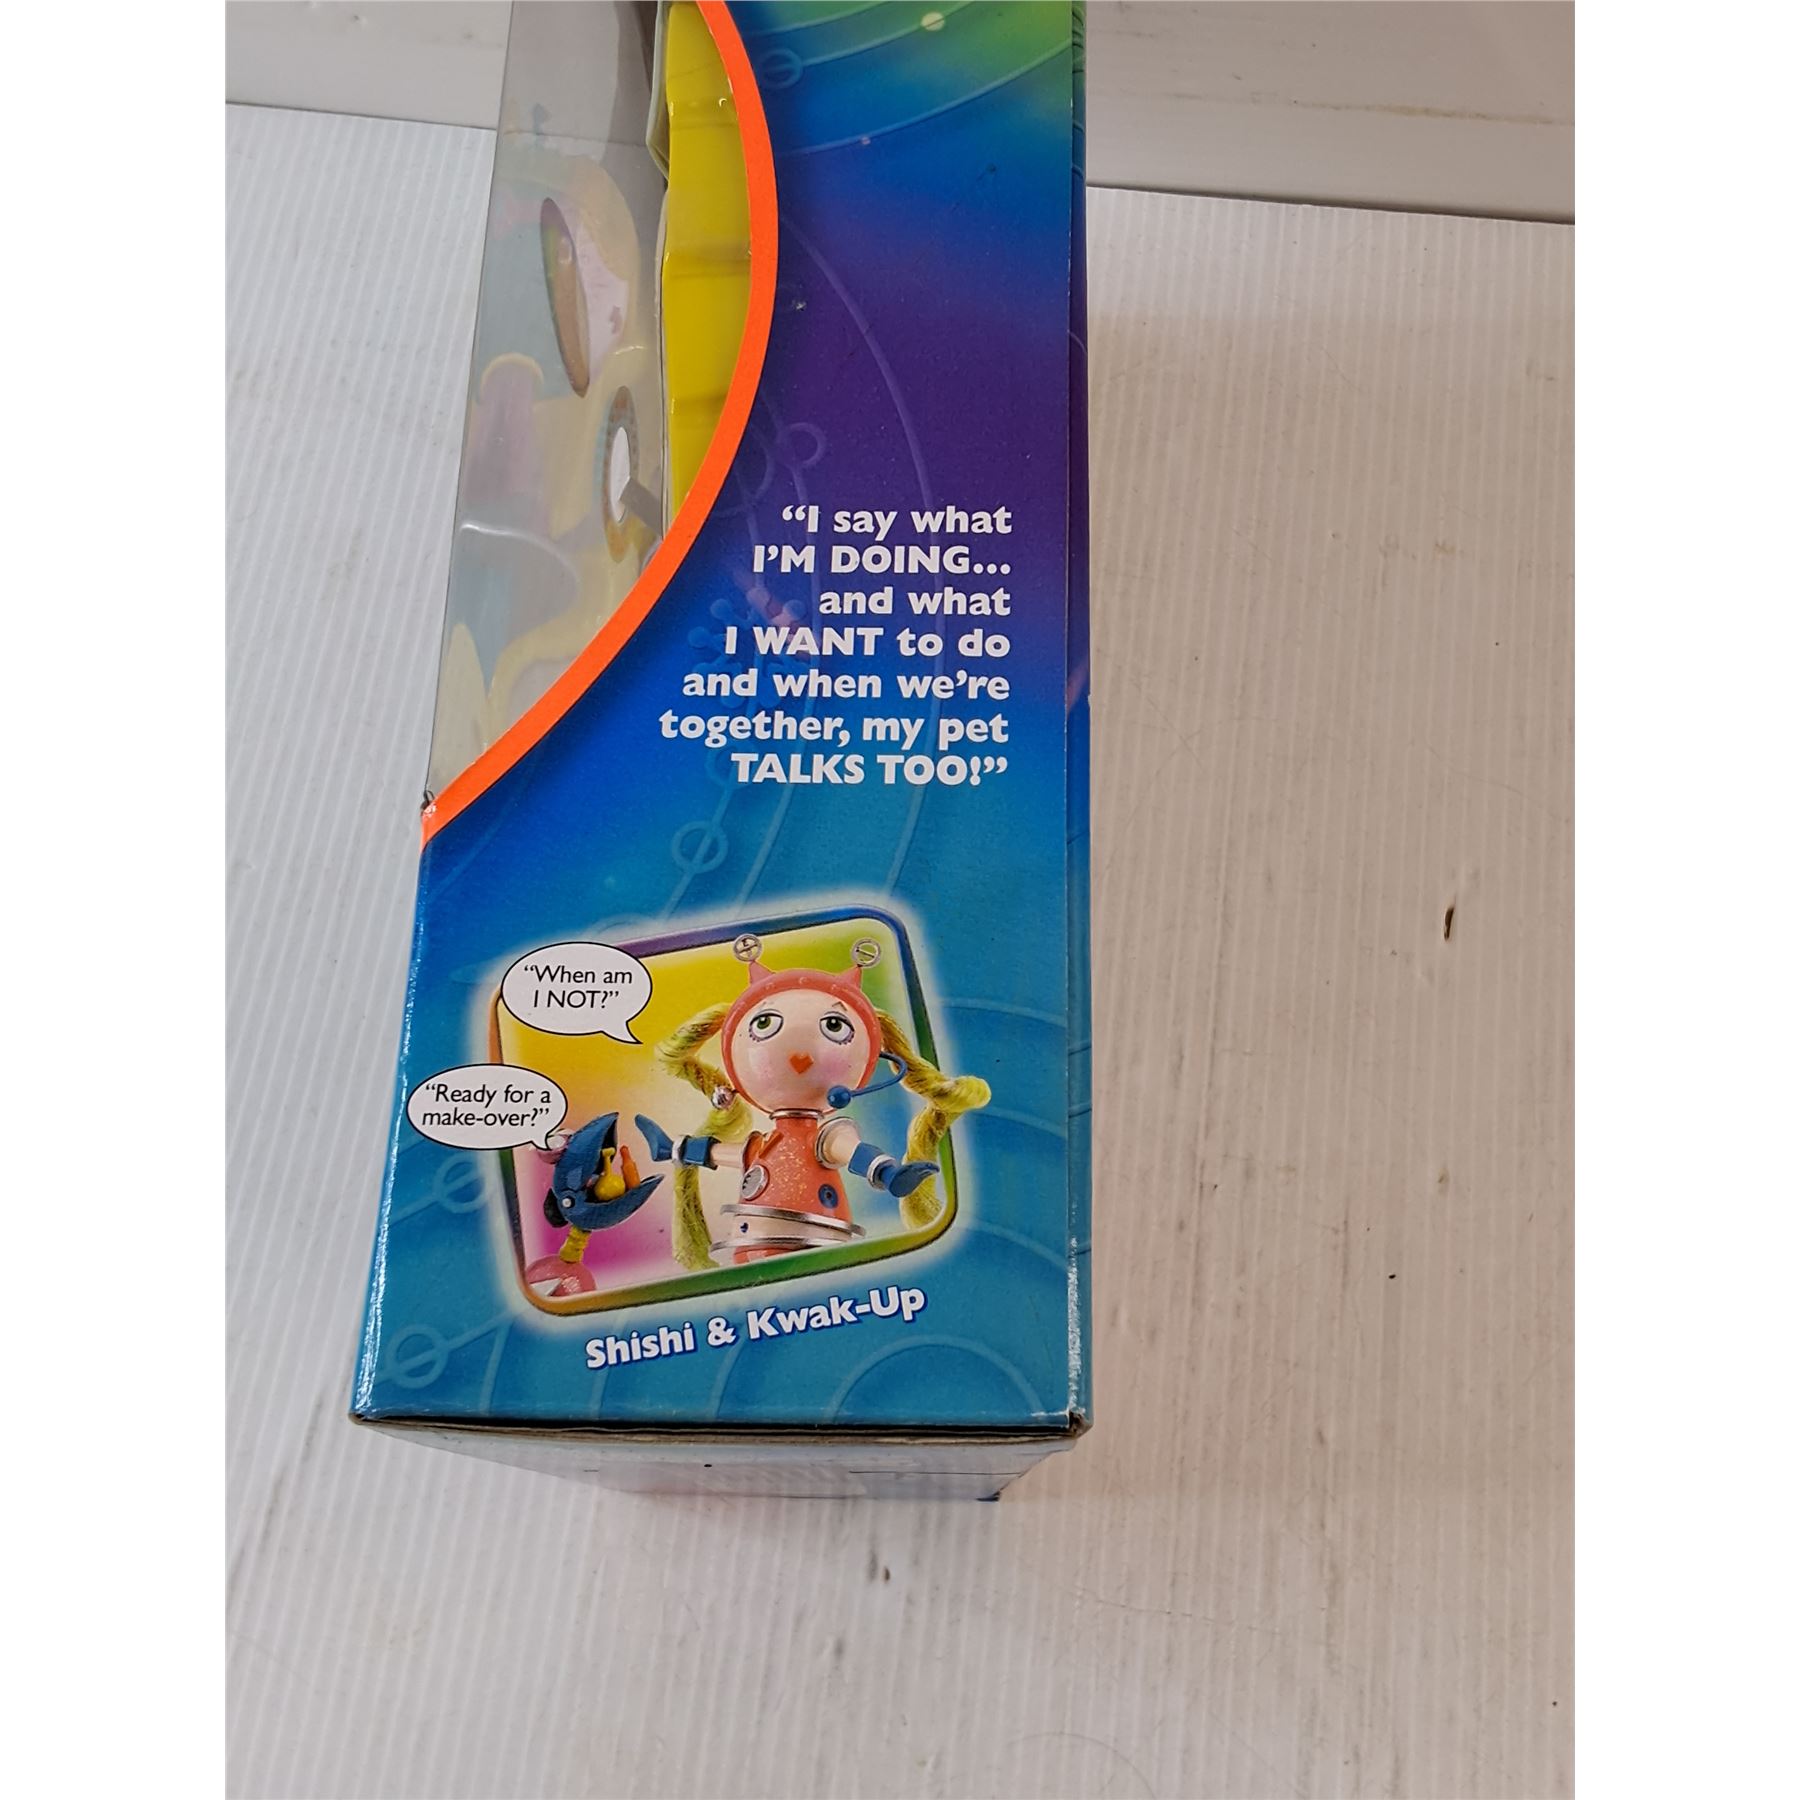 “I say what
I’M DOING...
and what
I WANT to do
and when we’re
together, my pet
TALKS TOO!”
“When am
I NOT?”
“Ready for a
make-over?”
Shishi & Kwak-Up